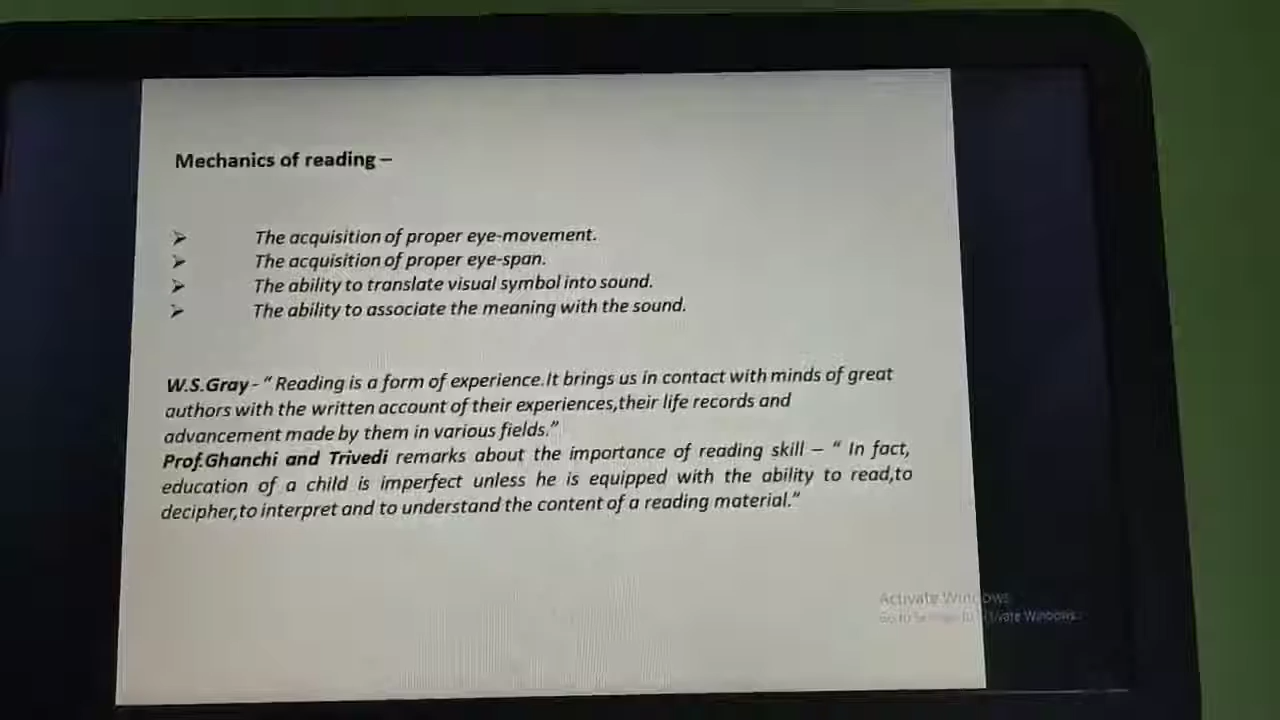 Mechanics of reading –
➢ The acquisition of proper eye-movement.
➢ The acquisition of proper eye-span.
➢ The ability to translate visual symbol into sound.
➢ The ability to associate the meaning with the sound.
W.S.Gray - “ Reading is a form of experience.It brings us in contact with minds of great
authors with the written account of their experiences,their life records and
advancement made by them in various fields.”
Prof.Ghanchi and Trivedi remarks about the importance of reading skill – “ In fact,
education of a child is imperfect unless he is equipped with the ability to read,to
decipher,to interpret and to understand the content of a reading material.”
Activate Windows
Go to Settings to activate Windows.